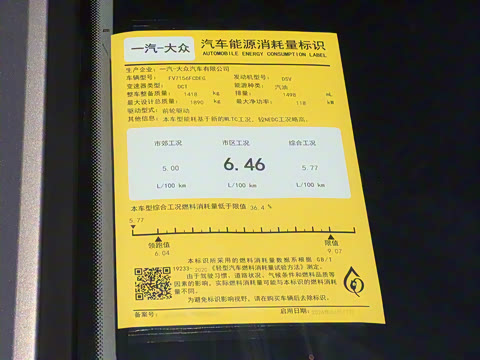 一汽-大众
汽车能源消耗量标识
AUTOMOBILE ENERGY CONSUMPTION LABEL
生产企业：一汽-大众汽车有限公司
车辆型号： FV7156FCDEG 发动机型号： DSV
变速器类型： DCT 能源种类： 汽油
整车整备质量： 1418 kg 排量： 1498 mL
最大设计总质量： 1890 kg 最大净功率： 118 kW
驱动型式：前轮驱动
其他信息：本车型能耗基于新的WLTC工况，较NEDC工况略高。
市郊工况 市区工况 综合工况
5.00 6.46 5.77
L/100 km L/100 km L/100 km
本车型综合工况燃料消耗量低于限值 36.4 %
5.77
领跑值 限值
6.04 9.07
本标识所采用的燃料消耗量数据系根据 GB/T
19233-2020《轻型汽车燃料消耗量试验方法》测定。
由于驾驶习惯、道路状况、气候条件和燃料品质等
因素的影响，实际燃料消耗量可能与本标识的燃料消耗
量不同。
为避免标识影响视野，请在购买车辆后去除标识。
备案号： 启用日期：